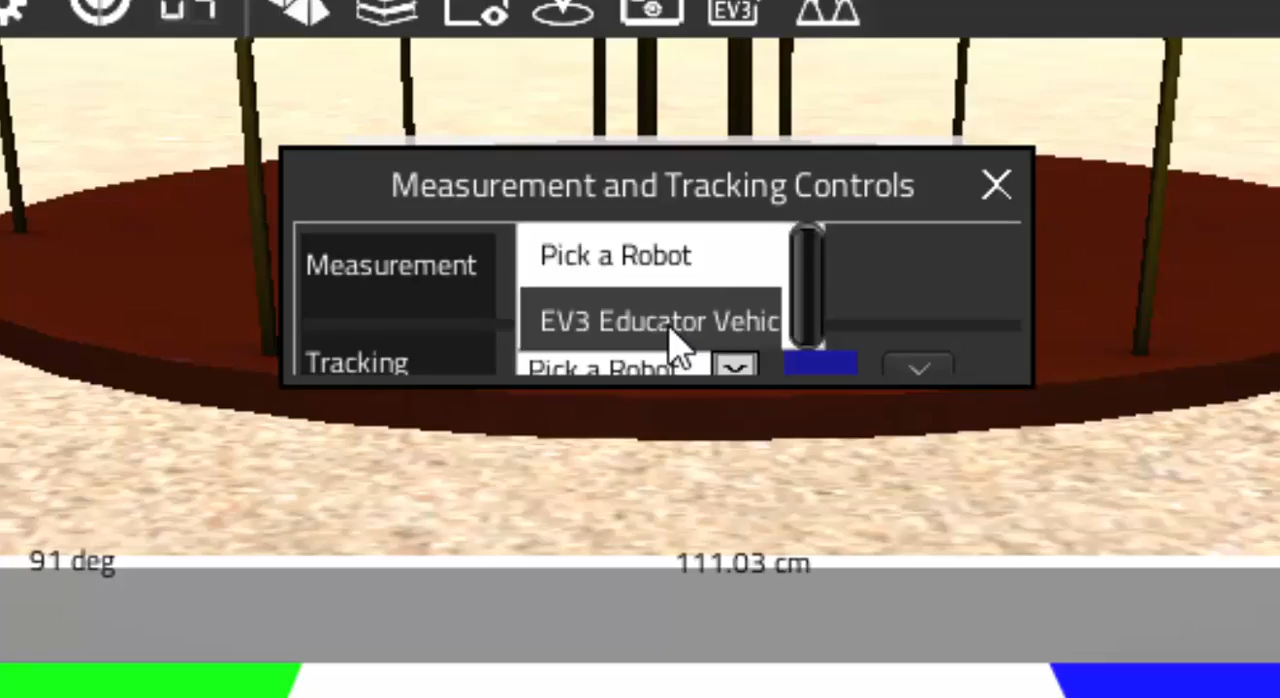 EV3
Measurement and Tracking Controls
Measurement
Pick a Robot
EV3 Educator Vehic
Tracking
Pick a Robot
91 deg
111.03 cm